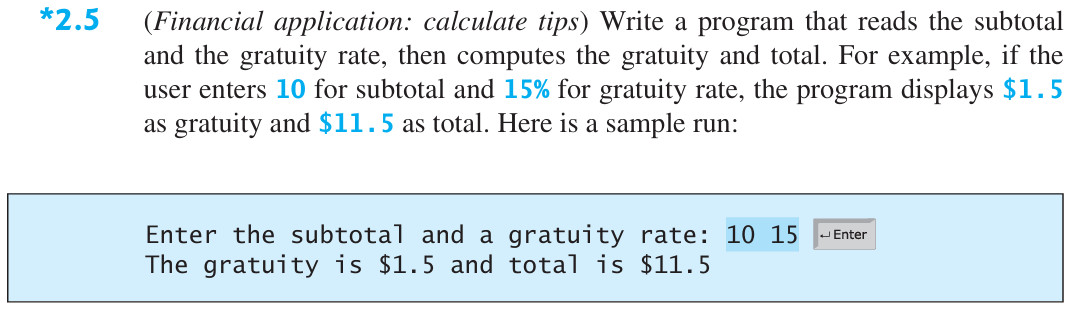 *2.5 (Financial application: calculate tips) Write a program that reads the subtotal
and the gratuity rate, then computes the gratuity and total. For example, if the
user enters 10 for subtotal and 15% for gratuity rate, the program displays $1.5
as gratuity and $11.5 as total. Here is a sample run:
Enter the subtotal and a gratuity rate: 10 15 ↵Enter
The gratuity is $1.5 and total is $11.5